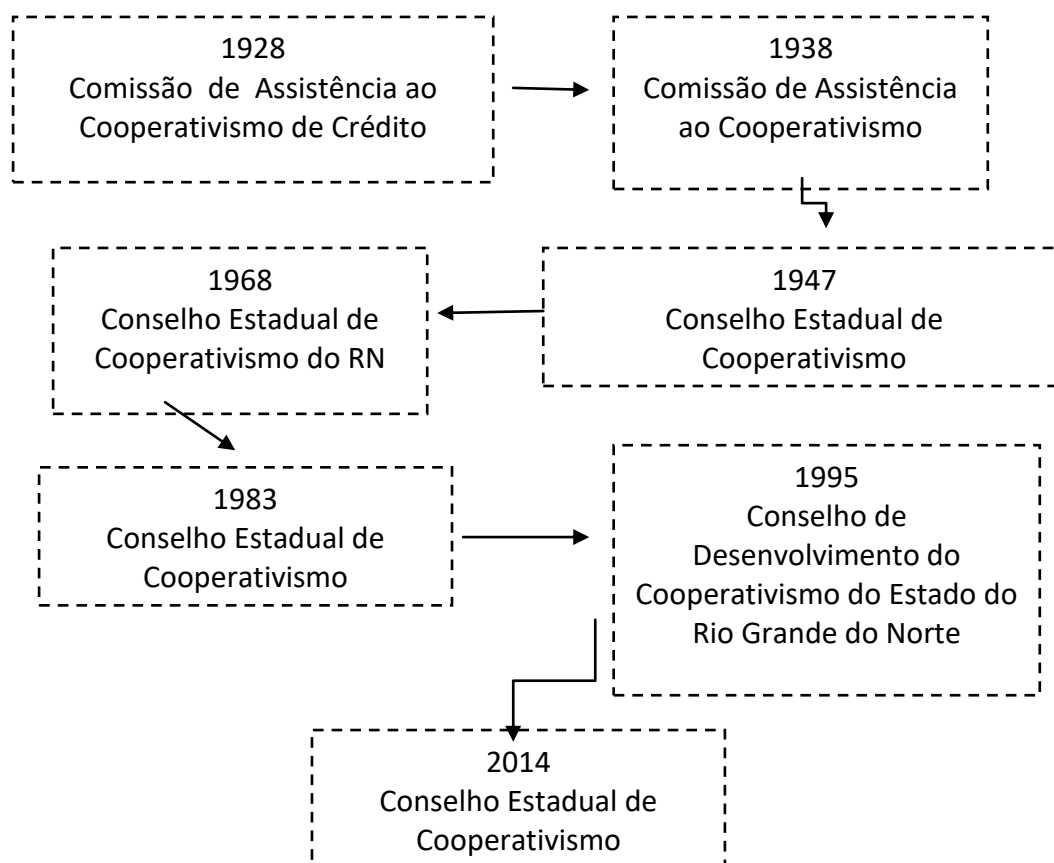 1928
Comissão de Assistência ao
Cooperativismo de Crédito
1938
Comissão de Assistência
ao Cooperativismo
1947
Conselho Estadual de
Cooperativismo
1968
Conselho Estadual de
Cooperativismo do RN
1983
Conselho Estadual de
Cooperativismo
1995
Conselho de
Desenvolvimento do
Cooperativismo do Estado do
Rio Grande do Norte
2014
Conselho Estadual de
Cooperativismo